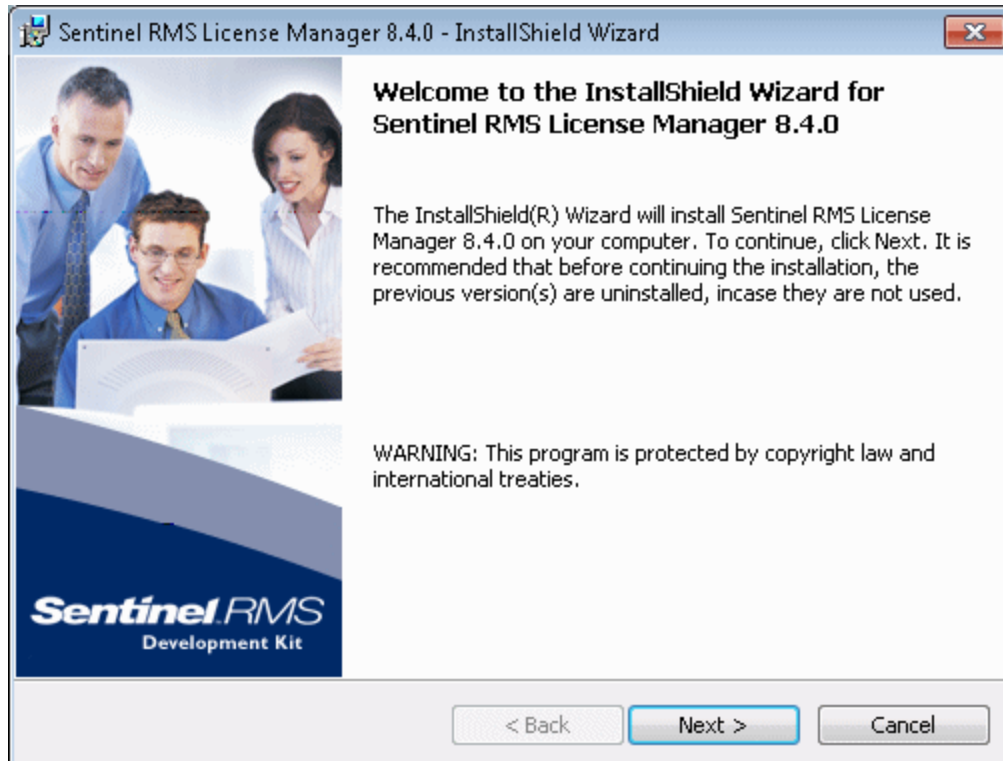 Sentinel RMS License Manager 8.4.0 - InstallShield Wizard
Welcome to the InstallShield Wizard for
Sentinel RMS License Manager 8.4.0
The InstallShield(R) Wizard will install Sentinel RMS License
Manager 8.4.0 on your computer. To continue, click Next. It is
recommended that before continuing the installation, the
previous version(s) are uninstalled, incase they are not used.
WARNING: This program is protected by copyright law and
international treaties.
Sentinel.RMS
Development Kit
< Back
Next >
Cancel